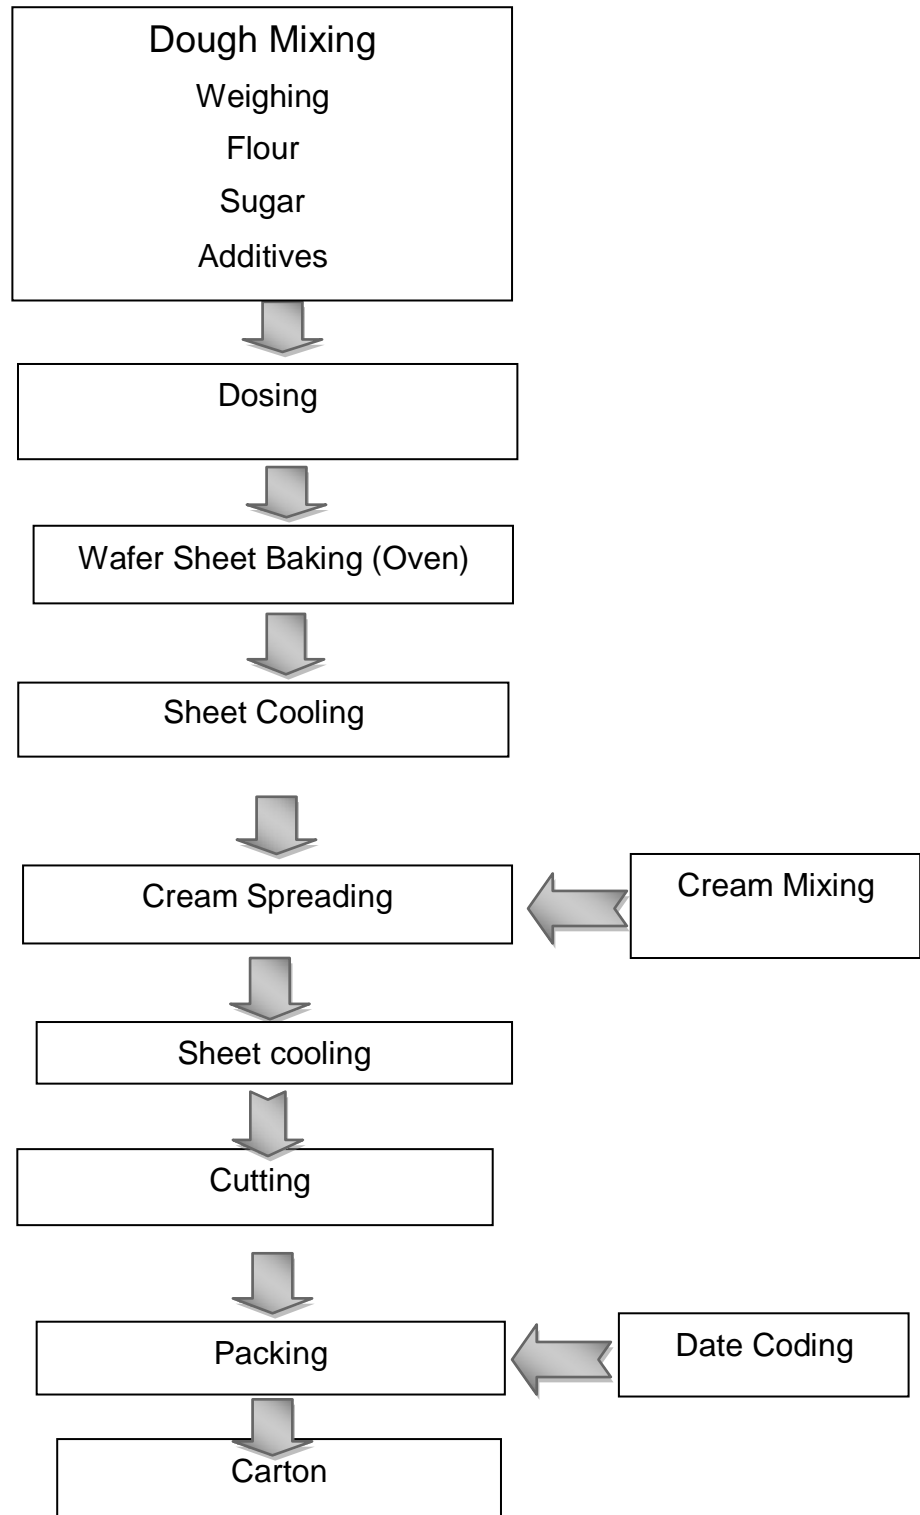 Dough Mixing
Weighing
Flour
Sugar
Additives
Dosing
Wafer Sheet Baking (Oven)
Sheet Cooling
Cream Spreading
Cream Mixing
Sheet cooling
Cutting
Packing
Date Coding
Carton